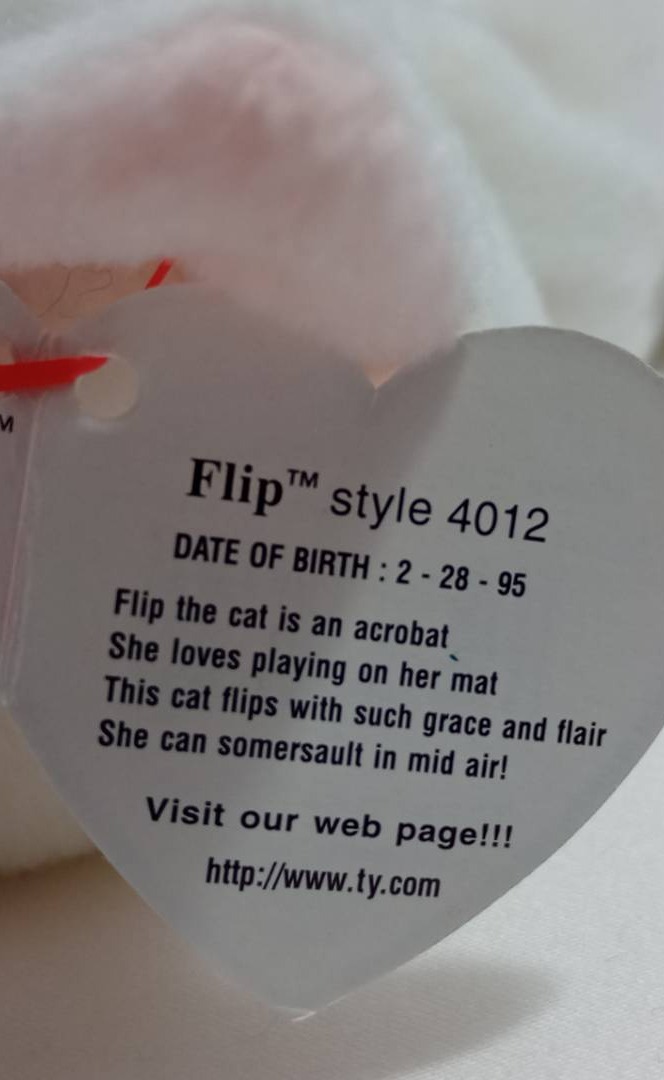 M
Flip™ style 4012
DATE OF BIRTH : 2 - 28 - 95
Flip the cat is an acrobat
She loves playing on her mat
This cat flips with such grace and flair
She can somersault in mid air!
Visit our web page!!!
http://www.ty.com